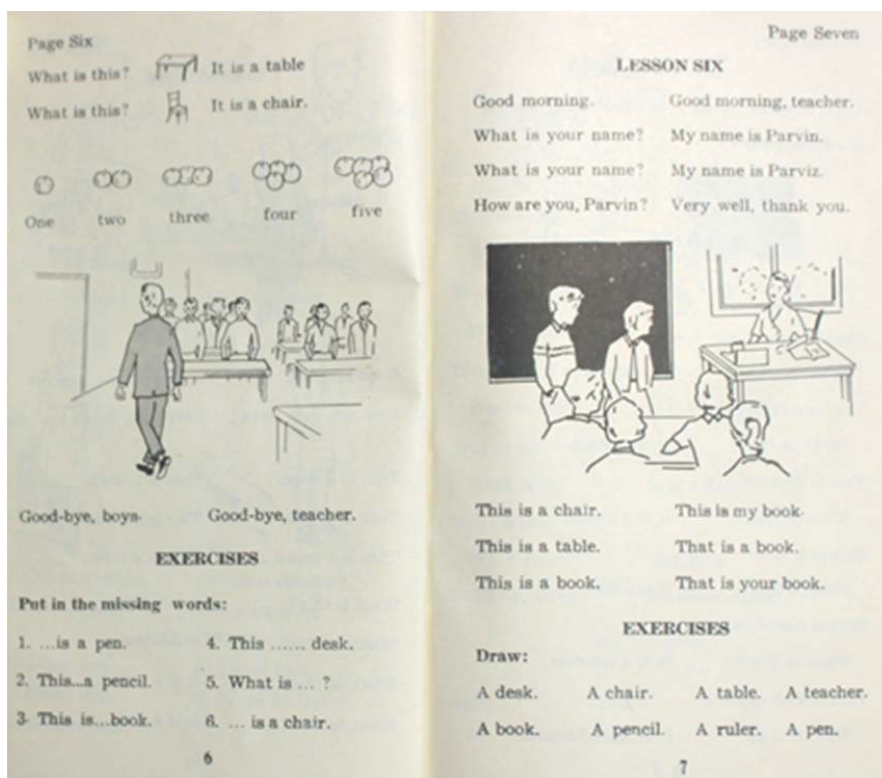 Page Six
What is this? It is a table
What is this? It is a chair.
One two three four five
Good-bye, boys. Good-bye, teacher.
EXERCISES
Put in the missing words:
1. ...is a pen. 4. This ...... desk.
2. This...a pencil. 5. What is ... ?
3. This is...book. 6. ... is a chair.
6
Page Seven
LESSON SIX
Good morning. Good morning, teacher.
What is your name? My name is Parvin.
What is your name? My name is Parviz.
How are you, Parvin? Very well, thank you.
This is a chair. This is my book.
This is a table. That is a book.
This is a book. That is your book.
EXERCISES
Draw:
A desk. A chair. A table. A teacher.
A book. A pencil. A ruler. A pen.
7